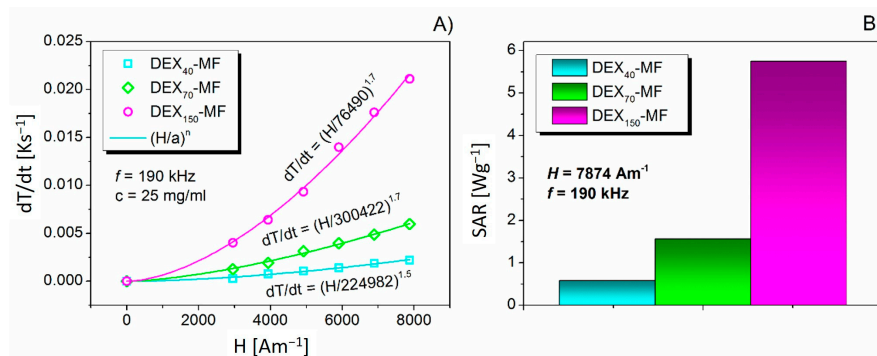 A)
0.025
0.020
0.015
0.010
0.005
0.000
dT/dt [Ks⁻¹]
DEX₄₀-MF
DEX₇₀-MF
DEX₁₅₀-MF
(H/a)ⁿ
f = 190 kHz
c = 25 mg/ml
dT/dt = (H/76490)¹·⁷
dT/dt = (H/300422)¹·⁷
dT/dt = (H/224982)¹·⁵
0 2000 4000 6000 8000
H [Am⁻¹]
B
6
5
4
3
2
1
0
SAR [Wg⁻¹]
DEX₄₀-MF
DEX₇₀-MF
DEX₁₅₀-MF
H = 7874 Am⁻¹
f = 190 kHz